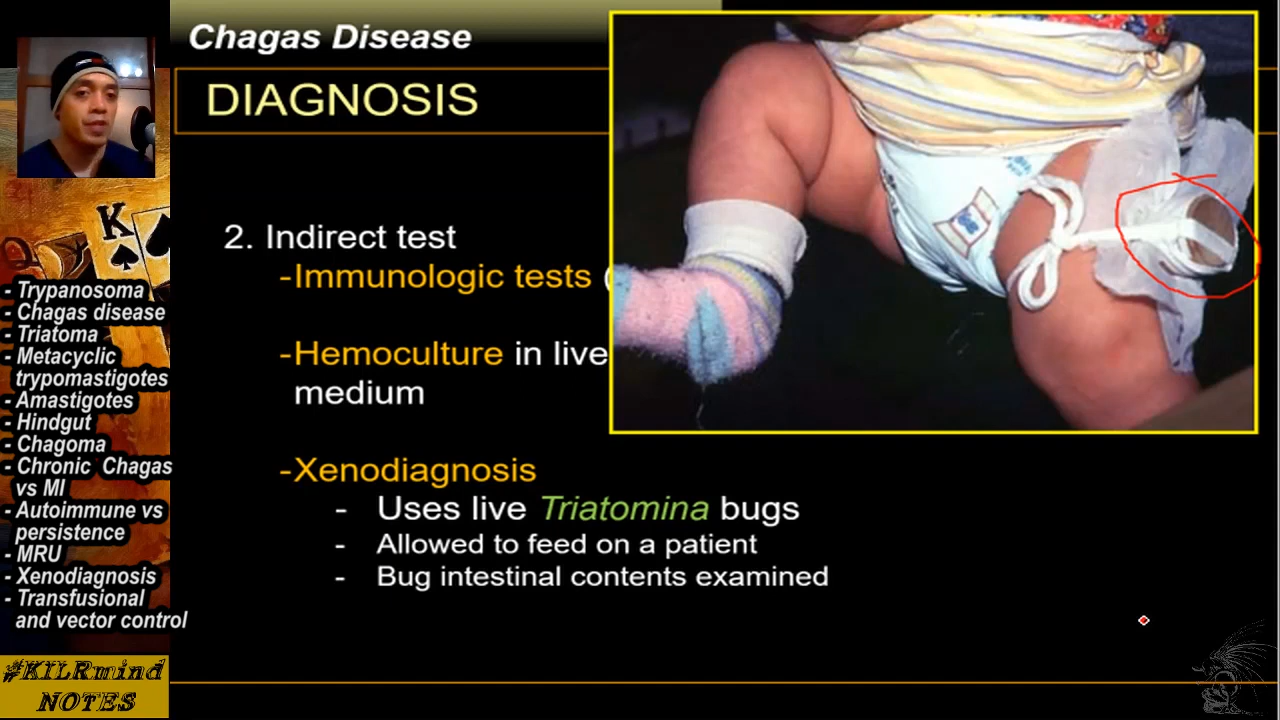 Chagas Disease
DIAGNOSIS
2. Indirect test
-Immunologic tests (
-Hemoculture in live
medium
-Xenodiagnosis
- Uses live Triatomina bugs
- Allowed to feed on a patient
- Bug intestinal contents examined
K
- Trypanosoma
- Chagas disease
- Triatoma
- Metacyclic
trypomastigotes
- Amastigotes
- Hindgut
- Chagoma
- Chronic Chagas
vs MI
- Autoimmune vs
persistence
- MRU
- Xenodiagnosis
- Transfusional
and vector control
#KILRmind
NOTES